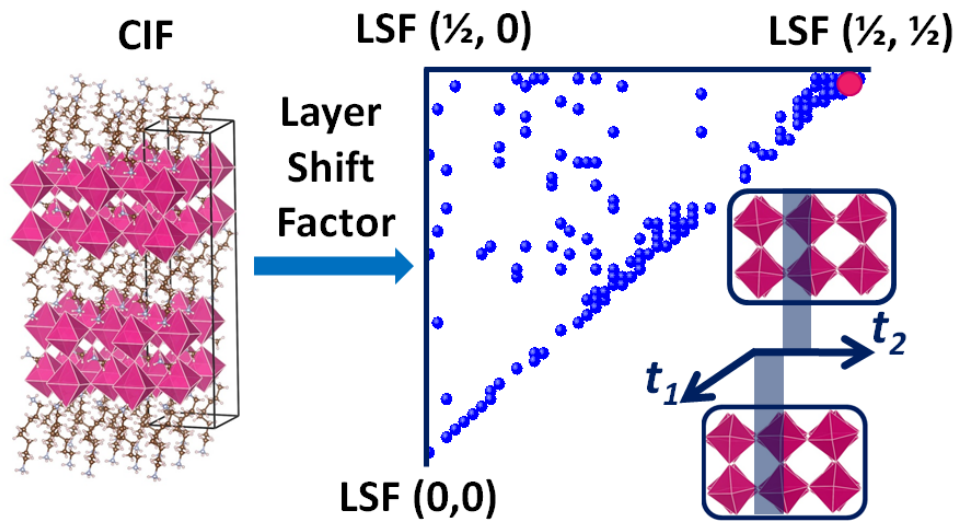 CIF
Layer
Shift
Factor
LSF (½, 0)
LSF (½, ½)
t₂
t₁
LSF (0,0)